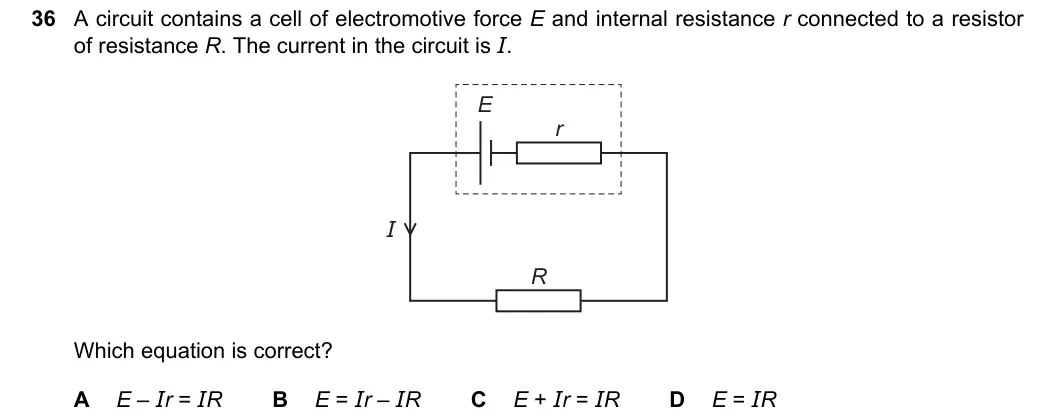 36 A circuit contains a cell of electromotive force E and internal resistance r connected to a resistor
of resistance R. The current in the circuit is I.
E
r
I
R
Which equation is correct?
A E – Ir = IR B E = Ir – IR C E + Ir = IR D E = IR